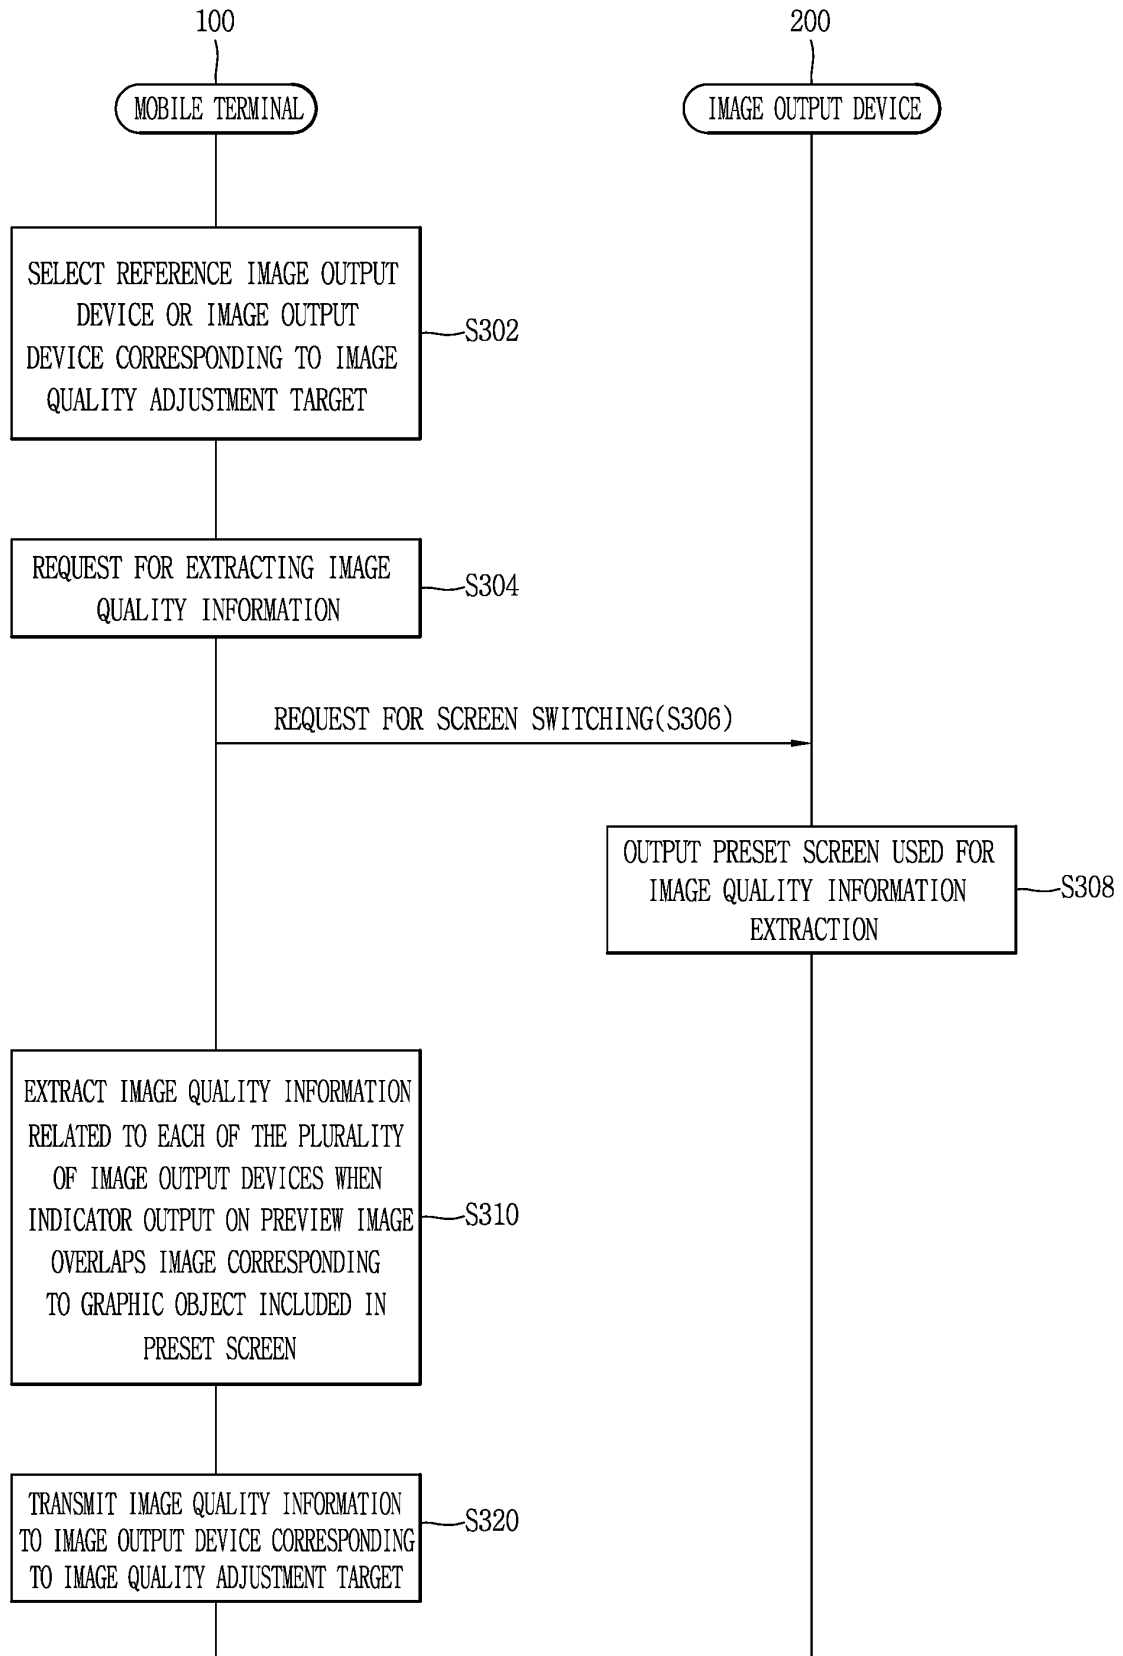 100
200
MOBILE TERMINAL
IMAGE OUTPUT DEVICE
SELECT REFERENCE IMAGE OUTPUT
DEVICE OR IMAGE OUTPUT
DEVICE CORRESPONDING TO IMAGE
QUALITY ADJUSTMENT TARGET
S302
REQUEST FOR EXTRACTING IMAGE
QUALITY INFORMATION
S304
REQUEST FOR SCREEN SWITCHING(S306)
OUTPUT PRESET SCREEN USED FOR
IMAGE QUALITY INFORMATION
EXTRACTION
S308
EXTRACT IMAGE QUALITY INFORMATION
RELATED TO EACH OF THE PLURALITY
OF IMAGE OUTPUT DEVICES WHEN
INDICATOR OUTPUT ON PREVIEW IMAGE
OVERLAPS IMAGE CORRESPONDING
TO GRAPHIC OBJECT INCLUDED IN
PRESET SCREEN
S310
TRANSMIT IMAGE QUALITY INFORMATION
TO IMAGE OUTPUT DEVICE CORRESPONDING
TO IMAGE QUALITY ADJUSTMENT TARGET
S320